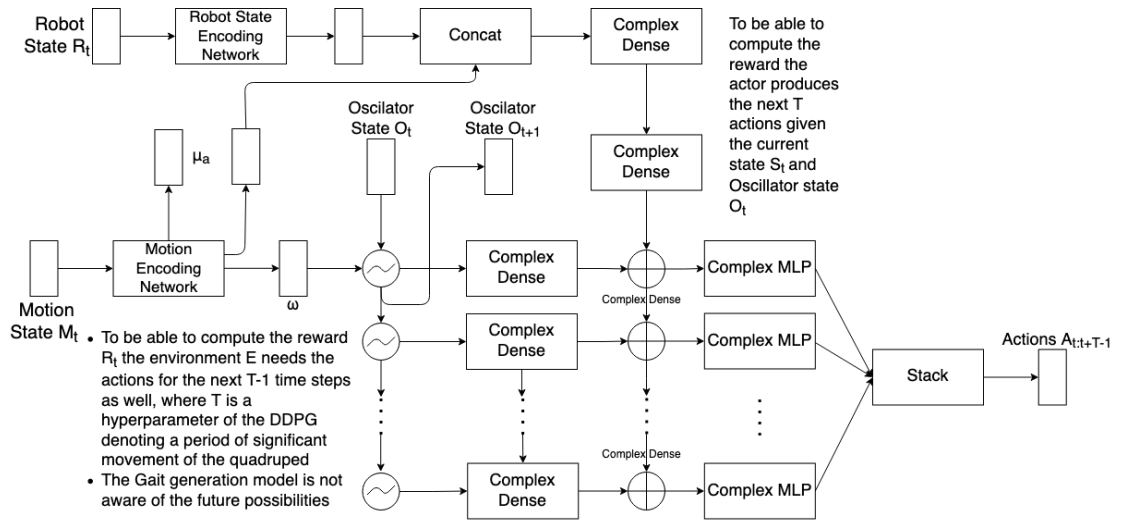 Robot
State Rt
Robot State
Encoding
Network
Concat
Complex
Dense
To be able to
compute the
reward the
actor produces
the next T
actions given
the current
state St and
Oscillator state
Ot
Oscilator
State Ot
Oscilator
State Ot+1
μa
Complex
Dense
Motion
State Mt
Motion
Encoding
Network
ω
Complex
Dense
Complex MLP
Complex Dense
Complex
Dense
Complex MLP
• To be able to compute the reward
Rt the environment E needs the
actions for the next T-1 time steps
as well, where T is a
hyperparameter of the DDPG
denoting a period of significant
movement of the quadruped
• The Gait generation model is not
aware of the future possibilities
Stack
Actions At:t+T-1
Complex Dense
Complex
Dense
Complex MLP